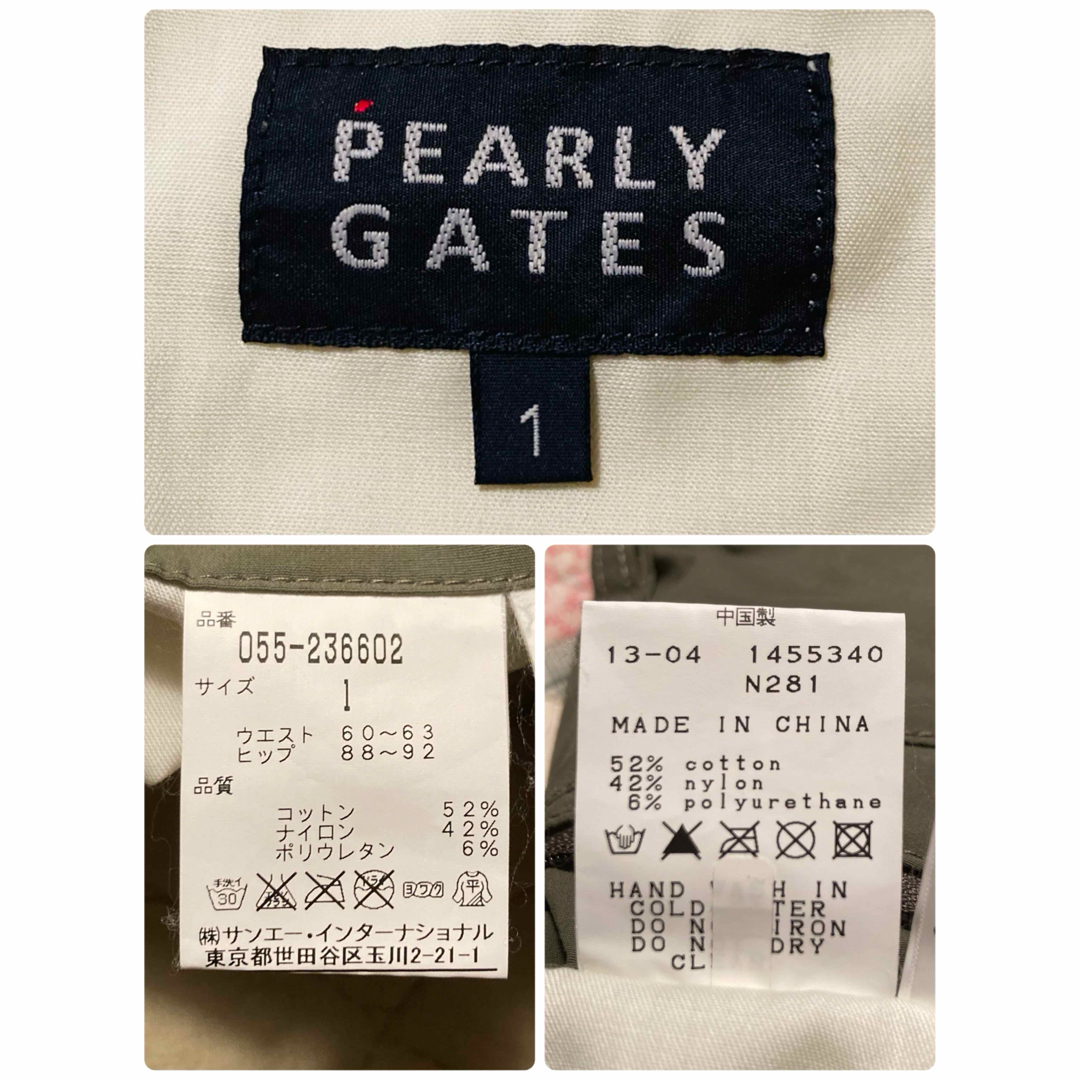 PEARLY
GATES
1
品番
055-236602
サイズ 1
ウエスト 60～63
ヒップ 88～92
品質
コットン 52%
ナイロン 42%
ポリウレタン 6%
手洗イ
30
ヨワク
平
㈱サンエー・インターナショナル
東京都世田谷区玉川2-21-1
中国製
13-04 1455340
N281
MADE IN CHINA
52% cotton
42% nylon
6% polyurethane
HAND IN
COLD
DO IRON
DO DRY